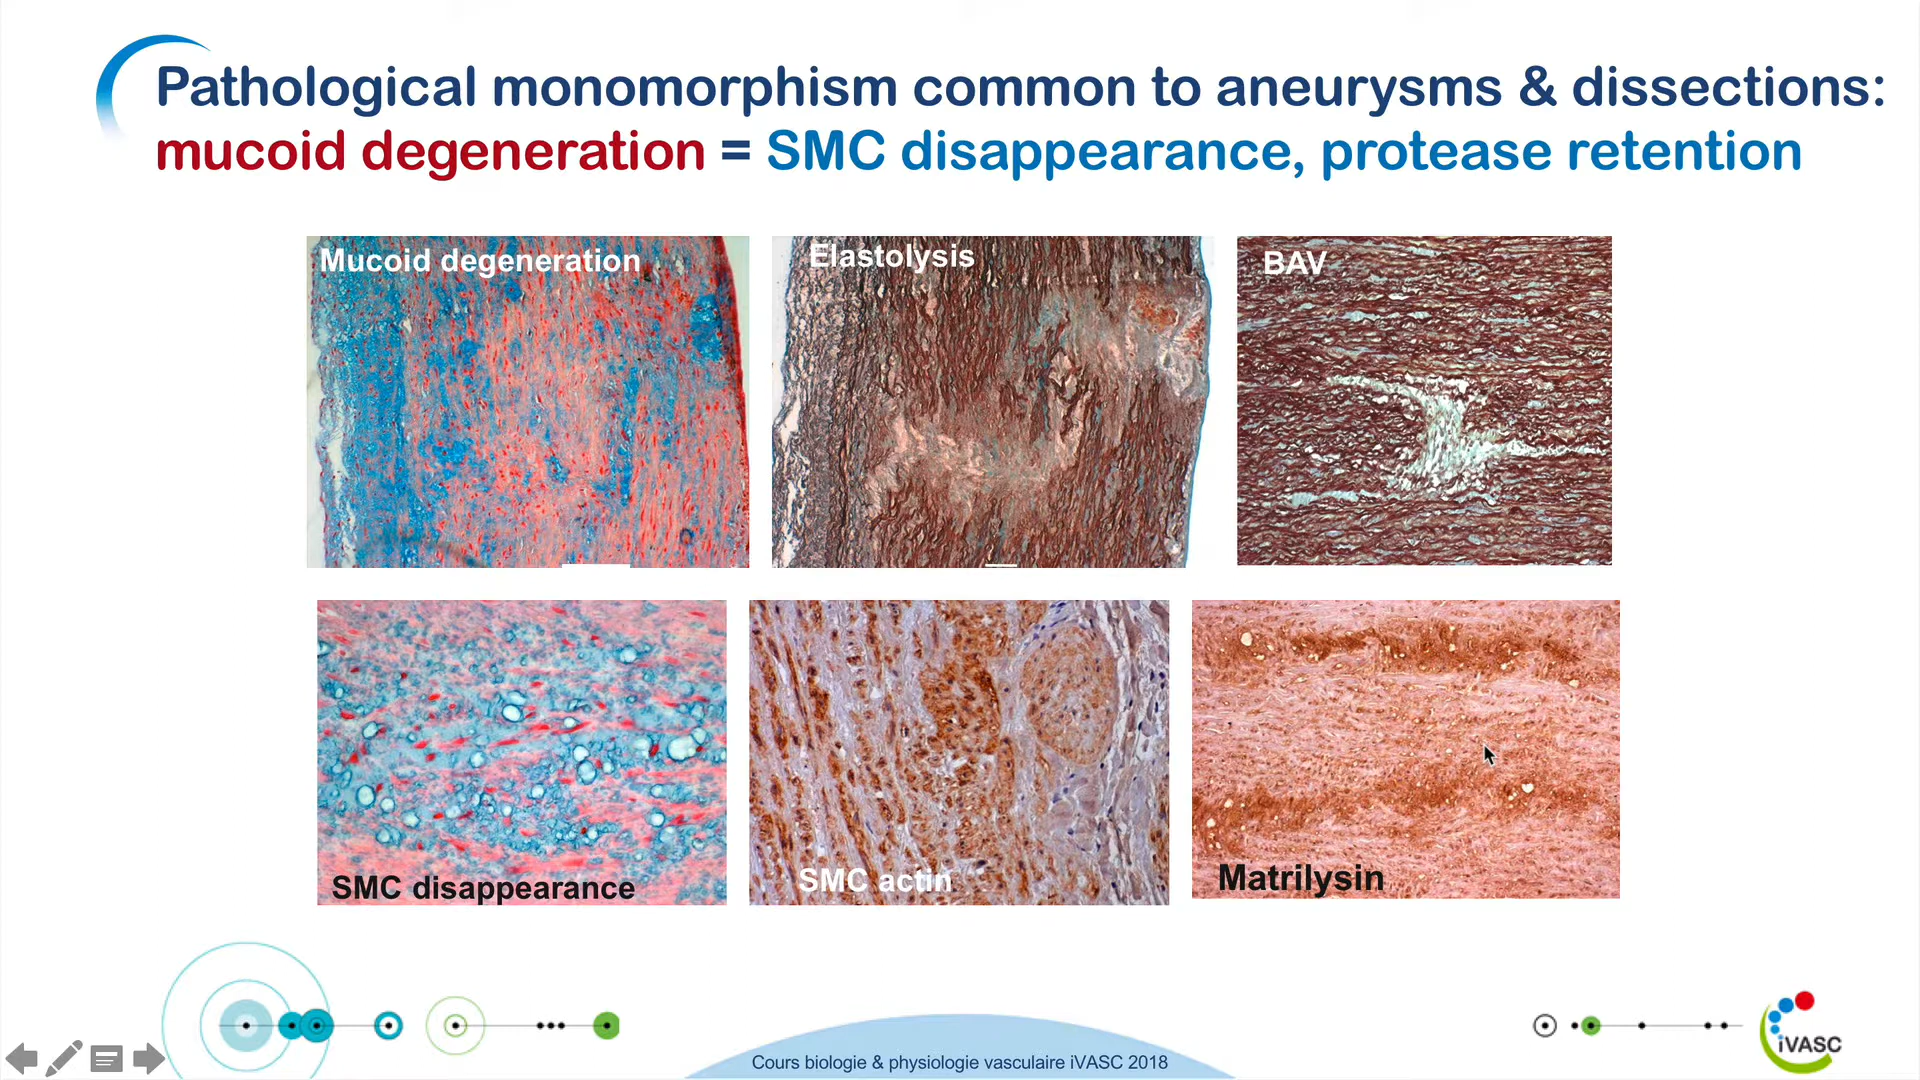 Pathological monomorphism common to aneurysms & dissections:
mucoid degeneration = SMC disappearance, protease retention
Mucoid degeneration
Elastolysis
BAV
SMC disappearance
SMC actin
Matrilysin
Cours biologie & physiologie vasculaire iVASC 2018
iVASC